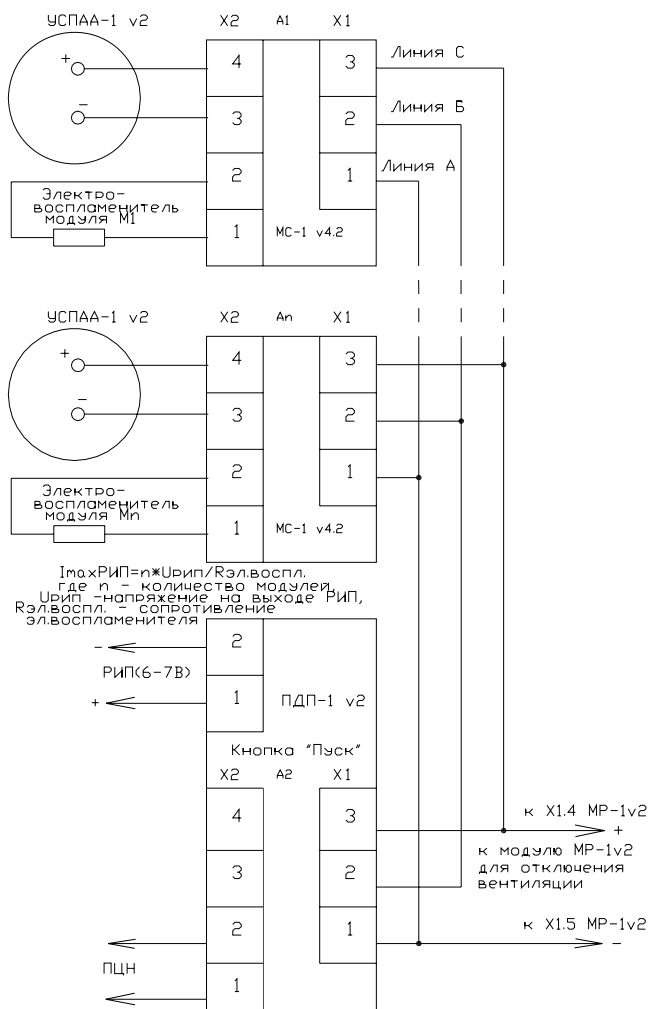 УСПАА-1 v2
X2 A1 X1
+
4
3
Линия С
-
3
2
Линия Б
2
1
Линия А
Электро-
воспламенитель
модуля М1
1
МС-1 v4.2
УСПАА-1 v2
X2 An X1
+
4
3
-
3
2
2
1
Электро-
воспламенитель
модуля Мn
1
МС-1 v4.2
ImaxРИП=n*Uрип/Rэл.воспл.
где n - количество модулей,
Uрип -напряжение на выходе РИП,
Rэл.воспл. - сопротивление
эл.воспламенителя
-
2
РИП(6-7В)
+
1
ПДП-1 v2
Кнопка "Пуск"
X2 A2 X1
4
3
к X1.4 МР-1v2
+
3
2
к модулю МР-1v2
для отключения
вентиляции
2
1
к X1.5 МР-1v2
-
ПЦН
1